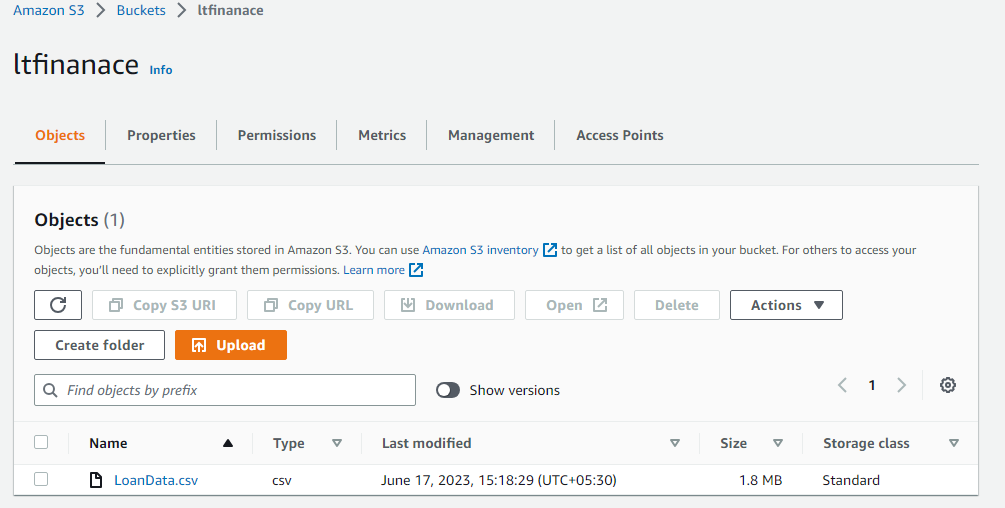 Amazon S3 > Buckets > ltfinanace
ltfinanace Info
Objects Properties Permissions Metrics Management Access Points
Objects (1)
Objects are the fundamental entities stored in Amazon S3. You can use Amazon S3 inventory to get a list of all objects in your bucket. For others to access your
objects, you'll need to explicitly grant them permissions. Learn more
Copy S3 URI Copy URL Download Open Delete Actions
Create folder Upload
Find objects by prefix Show versions 1
Name Type Last modified Size Storage class
LoanData.csv csv June 17, 2023, 15:18:29 (UTC+05:30) 1.8 MB Standard